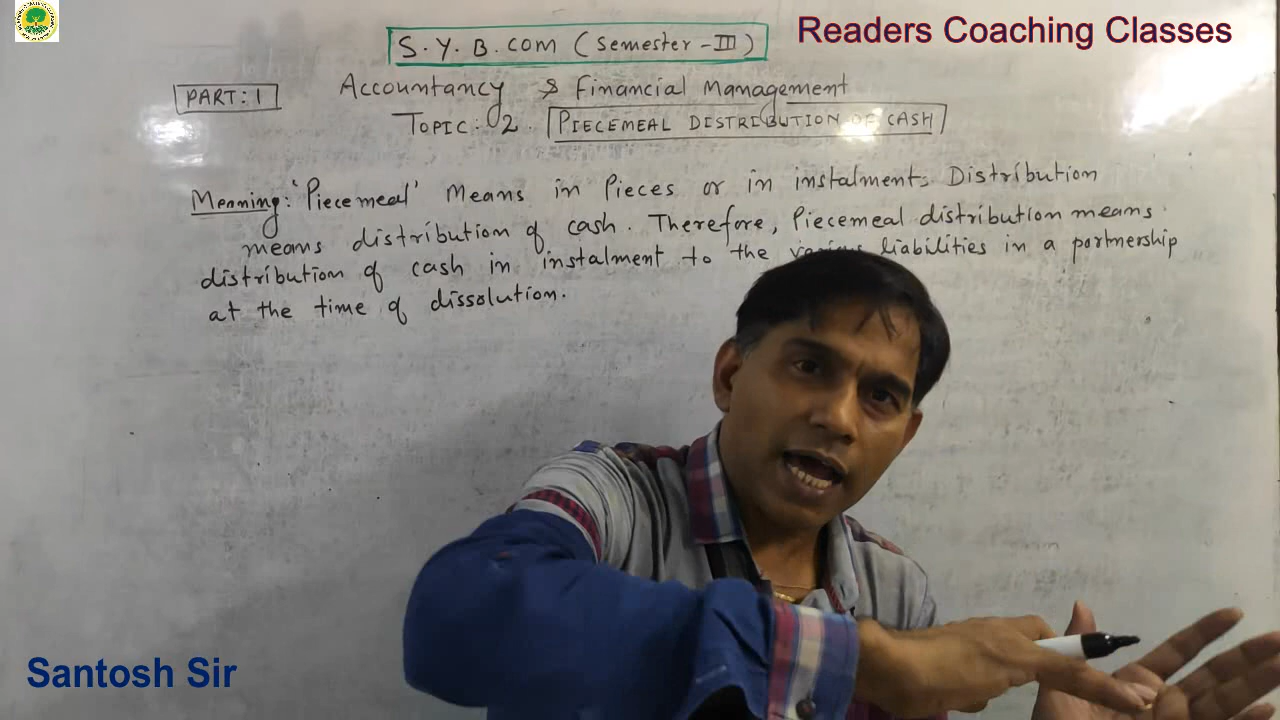 Readers Coaching Classes
S.Y.B.COM (Semester - III)
PART: 1
Accountancy & Financial Management
TOPIC: 2. PIECEMEAL DISTRIBUTION OF CASH
Meaning: 'Piecemeal' Means in Pieces or in instalment. Distribution
means distribution of cash. Therefore, Piecemeal distribution means
distribution of cash in instalment to the various liabilities in a partnership
at the time of dissolution.
Santosh Sir